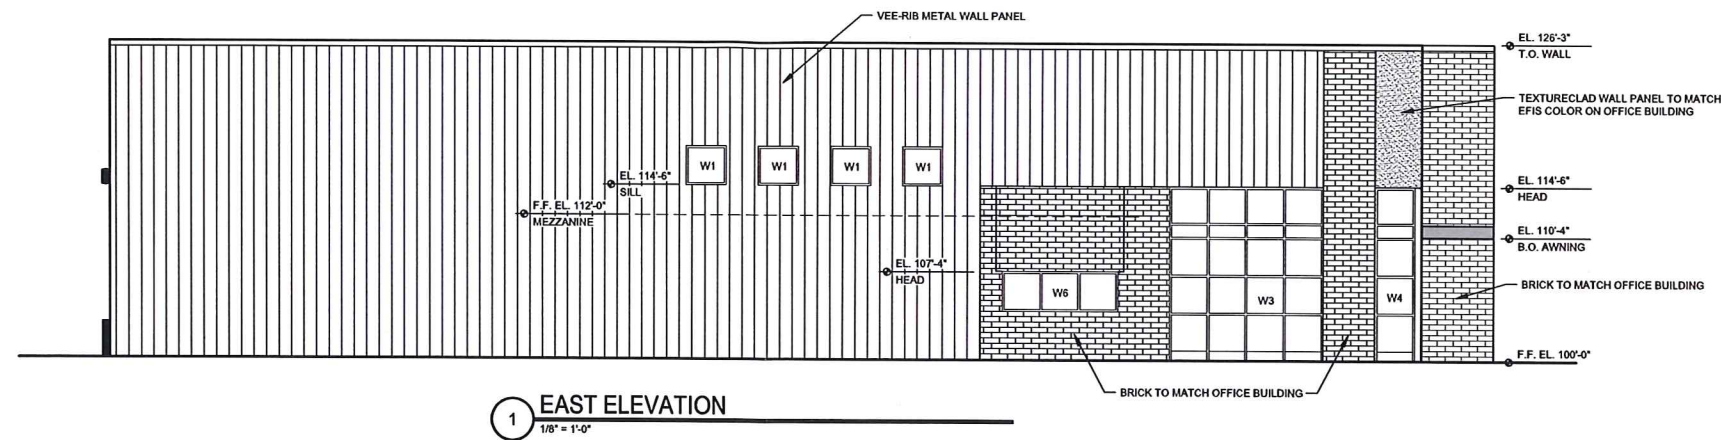 VEE-RIB METAL WALL PANEL
EL. 126'-3"
T.O. WALL
TEXTURECLAD WALL PANEL TO MATCH
EFIS COLOR ON OFFICE BUILDING
W1
W1
W1
W1
EL. 114'-6"
SILL
EL. 114'-6"
HEAD
F.F. EL. 112'-0"
MEZZANINE
EL. 110'-4"
B.O. AWNING
EL. 107'-4"
HEAD
BRICK TO MATCH OFFICE BUILDING
W6
W3
W4
F.F. EL. 100'-0"
BRICK TO MATCH OFFICE BUILDING
1
EAST ELEVATION
1/8" = 1'-0"